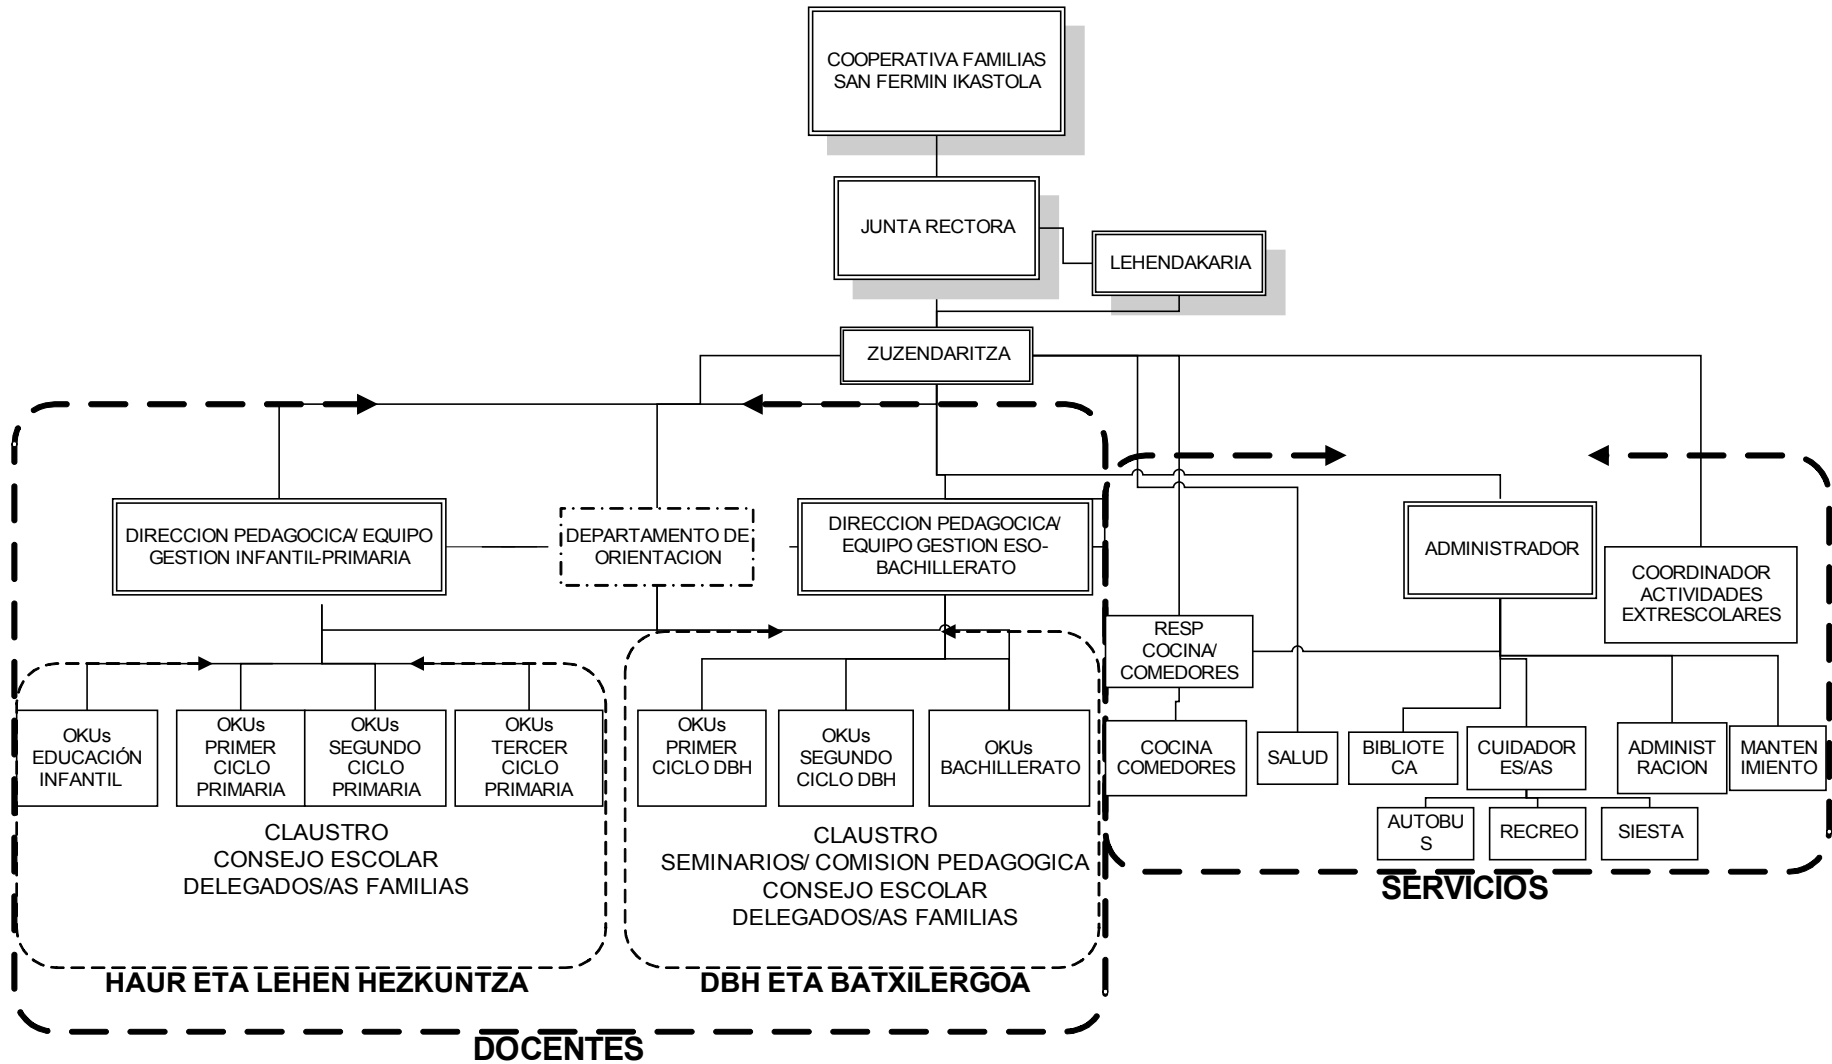 COOPERATIVA FAMILIAS
SAN FERMIN IKASTOLA
JUNTA RECTORA
LEHENDAKARIA
ZUZENDARITZA
DIRECCION PEDAGOCICA/ EQUIPO
GESTION INFANTIL-PRIMARIA
DEPARTAMENTO DE
ORIENTACION
DIRECCION PEDAGOCICA/
EQUIPO GESTION ESO-
BACHILLERATO
ADMINISTRADOR
COORDINADOR
ACTIVIDADES
EXTRESCOLARES
RESP
COCINA/
COMEDORES
OKUs
EDUCACIÓN
INFANTIL
OKUs
PRIMER
CICLO
PRIMARIA
OKUs
SEGUNDO
CICLO
PRIMARIA
OKUs
TERCER
CICLO
PRIMARIA
OKUs
PRIMER
CICLO DBH
OKUs
SEGUNDO
CICLO DBH
OKUs
BACHILLERATO
COCINA
COMEDORES
SALUD
BIBLIOTE
CA
CUIDADOR
ES/AS
ADMINIST
RACION
MANTEN
IMIENTO
AUTOBU
S
RECREO
SIESTA
CLAUSTRO
CONSEJO ESCOLAR
DELEGADOS/AS FAMILIAS
CLAUSTRO
SEMINARIOS/ COMISION PEDAGOGICA
CONSEJO ESCOLAR
DELEGADOS/AS FAMILIAS
SERVICIOS
HAUR ETA LEHEN HEZKUNTZA
DBH ETA BATXILERGOA
DOCENTES